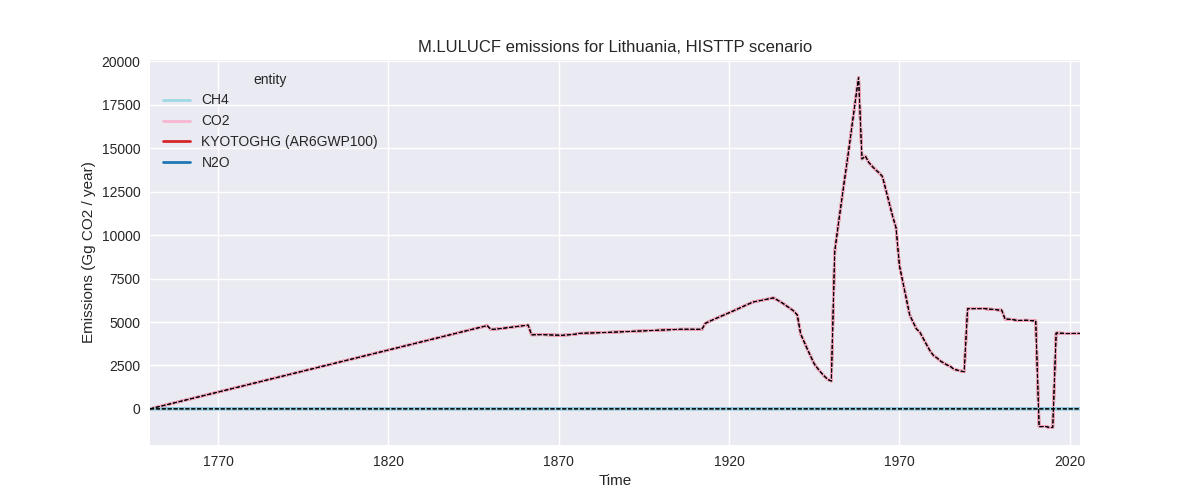 M.LULUCF emissions for Lithuania, HISTTP scenario
Emissions (Gg CO2 / year)
20000
17500
15000
12500
10000
7500
5000
2500
0
entity
CH4
CO2
KYOTOGHG (AR6GWP100)
N2O
1770
1820
1870
1920
1970
2020
Time